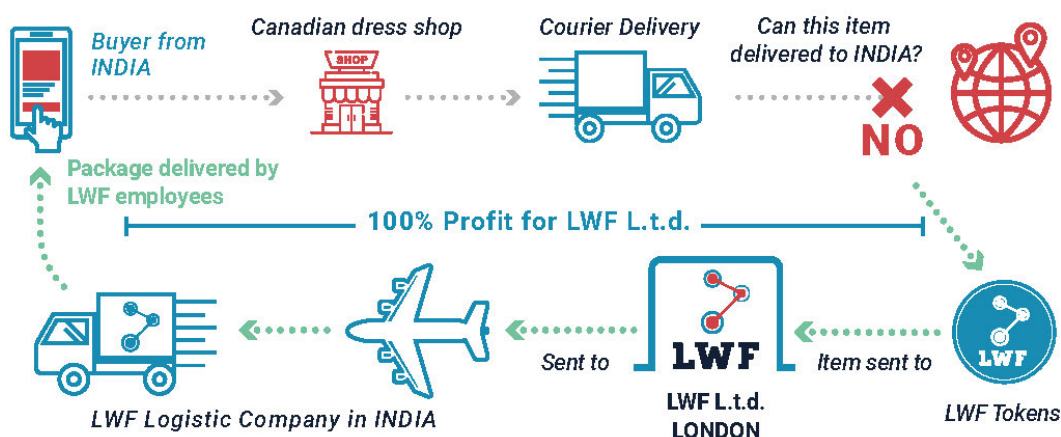 Buyer from
INDIA
Canadian dress shop
SHOP
Courier Delivery
Can this item
delivered to INDIA?
NO
Package delivered by
LWF employees
100% Profit for LWF L.t.d.
LWF Logistic Company in INDIA
Sent to
LWF
LWF L.t.d.
LONDON
Item sent to
LWF
LWF Tokens